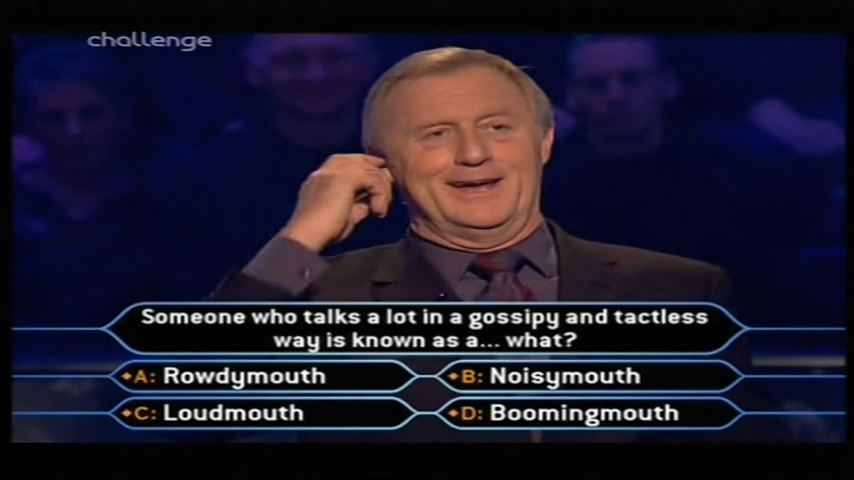 challenge
Someone who talks a lot in a gossipy and tactless
way is known as a... what?
A: Rowdymouth
B: Noisymouth
C: Loudmouth
D: Boomingmouth